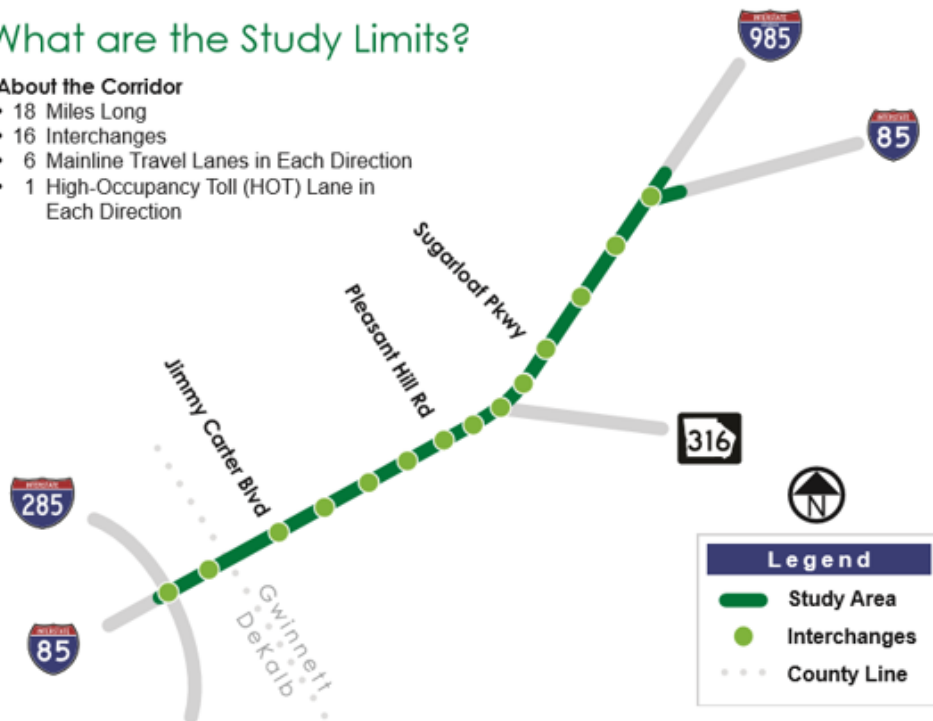 What are the Study Limits?
About the Corridor
• 18 Miles Long
• 16 Interchanges
• 6 Mainline Travel Lanes in Each Direction
• 1 High-Occupancy Toll (HOT) Lane in
Each Direction
INTERSTATE
985
INTERSTATE
85
Sugarloaf Pkwy
Pleasant Hill Rd
Jimmy Carter Blvd
316
INTERSTATE
285
N
INTERSTATE
85
Gwinnett
DeKalb
Legend
Study Area
Interchanges
County Line